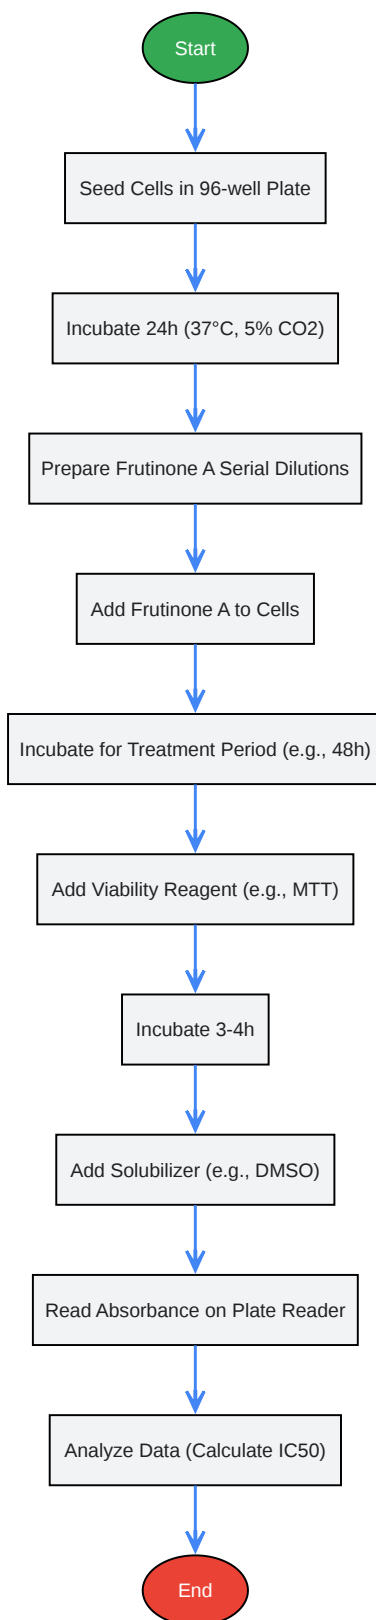 Start
Seed Cells in 96-well Plate
Incubate 24h (37°C, 5% CO2)
Prepare Frutinone A Serial Dilutions
Add Frutinone A to Cells
Incubate for Treatment Period (e.g., 48h)
Add Viability Reagent (e.g., MTT)
Incubate 3-4h
Add Solubilizer (e.g., DMSO)
Read Absorbance on Plate Reader
Analyze Data (Calculate IC50)
End